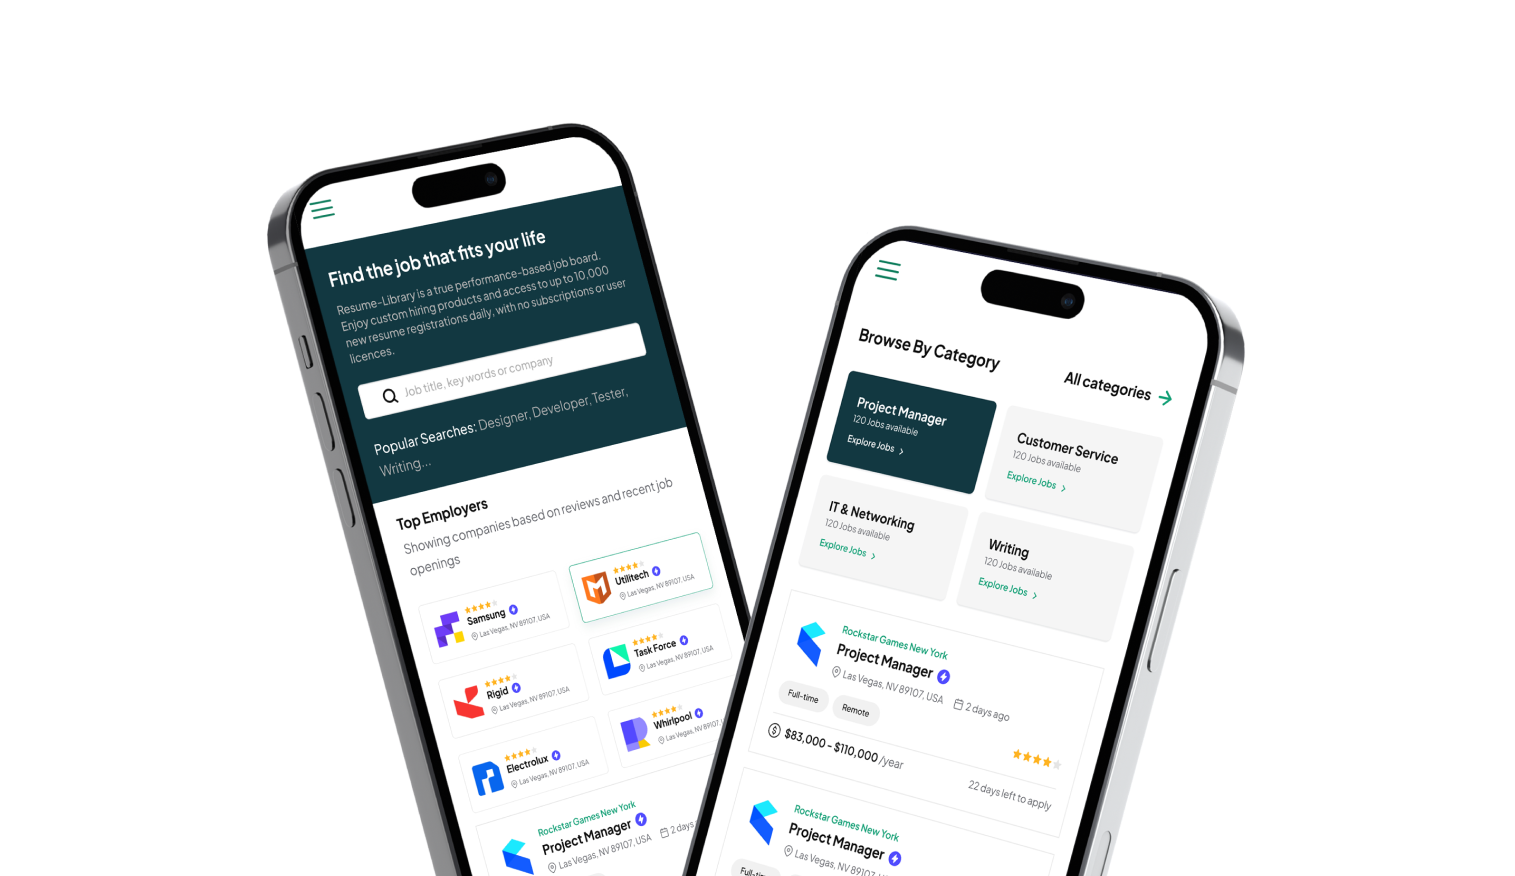 Find the job that fits your life
Resume-Library is a true performance-based job board.
Enjoy custom hiring products and access to up to 10,000
new resume registrations daily, with no subscriptions or user
licences.
Job title, key words or company
Popular Searches: Designer, Developer, Tester,
Writing...
Top Employers
Showing companies based on reviews and recent job
openings
Samsung
Las Vegas, NV 89107, USA
Utilitech
Las Vegas, NV 89107, USA
Rigid
Las Vegas, NV 89107, USA
Task Force
Las Vegas, NV 89107, USA
Electrolux
Las Vegas, NV 89107, USA
Whirlpool
Las Vegas, NV 89107,
Rockstar Games New York
Project Manager
Las Vegas, NV 89107, USA 2 days
Browse By Category
All categories
Project Manager
120 Jobs available
Explore Jobs
Customer Service
120 Jobs available
Explore Jobs
IT & Networking
120 Jobs available
Explore Jobs
Writing
120 Jobs available
Explore Jobs
Rockstar Games New York
Project Manager
Las Vegas, NV 89107, USA 2 days ago
Full-time Remote
$83,000 - $110,000 /year
22 days left to apply
Rockstar Games New York
Project Manager
Las Vegas, NV 89107, US
Full-time